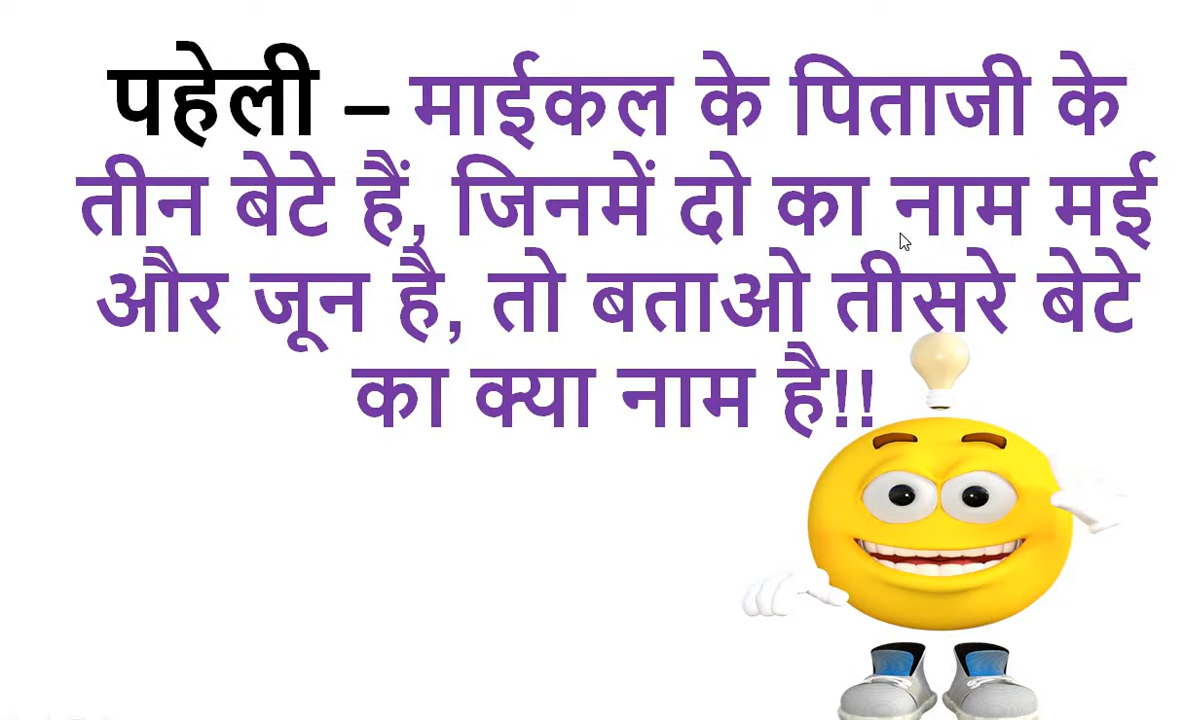 पहेली – माईकल के पिताजी के
तीन बेटे हैं, जिनमें दो का नाम मई
और जून है, तो बताओ तीसरे बेटे
का क्या नाम है!!